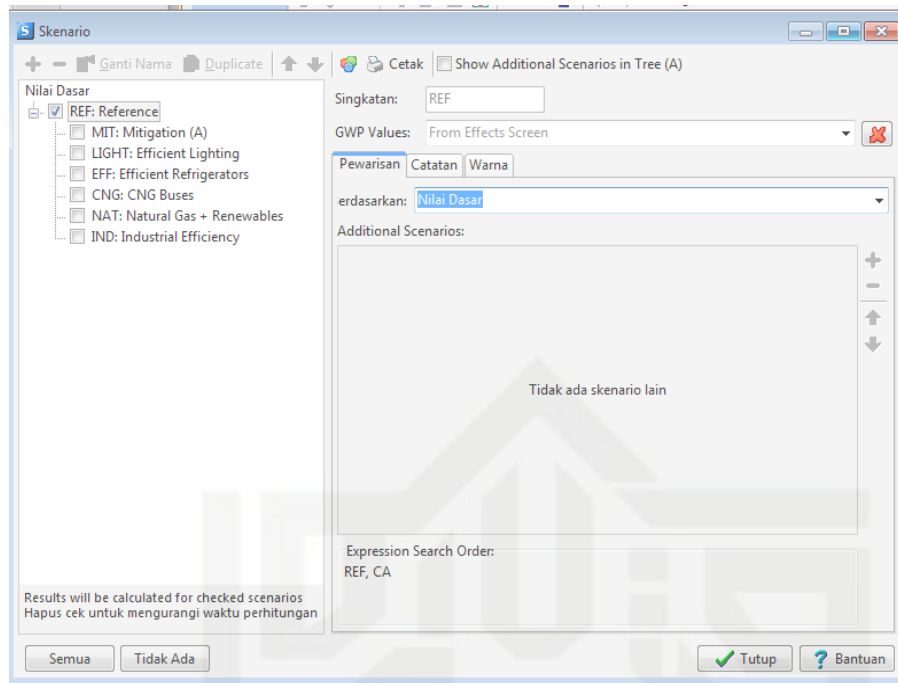 Skenario
Ganti Nama Duplicate Cetak Show Additional Scenarios in Tree (A)
Nilai Dasar
REF: Reference
MIT: Mitigation (A)
LIGHT: Efficient Lighting
EFF: Efficient Refrigerators
CNG: CNG Buses
NAT: Natural Gas + Renewables
IND: Industrial Efficiency
Results will be calculated for checked scenarios
Hapus cek untuk mengurangi waktu perhitungan
Singkatan: REF
GWP Values: From Effects Screen
Pewarisan Catatan Warna
erdasarkan: Nilai Dasar
Additional Scenarios:
Tidak ada skenario lain
Expression Search Order:
REF, CA
Semua Tidak Ada Tutup Bantuan